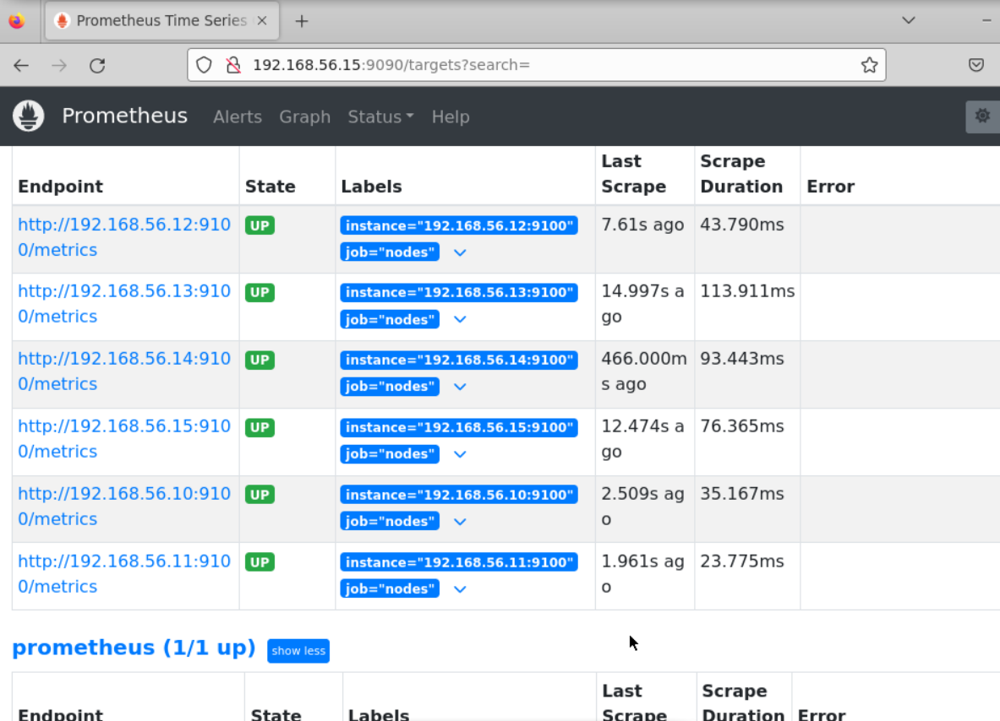 Prometheus Time Series
192.168.56.15:9090/targets?search=
Prometheus Alerts Graph Status Help
Endpoint State Labels Last Scrape Scrape Duration Error
http://192.168.56.12:9100/metrics UP instance="192.168.56.12:9100" job="nodes" 7.61s ago 43.790ms
http://192.168.56.13:9100/metrics UP instance="192.168.56.13:9100" job="nodes" 14.997s ago 113.911ms
http://192.168.56.14:9100/metrics UP instance="192.168.56.14:9100" job="nodes" 466.000ms ago 93.443ms
http://192.168.56.15:9100/metrics UP instance="192.168.56.15:9100" job="nodes" 12.474s ago 76.365ms
http://192.168.56.10:9100/metrics UP instance="192.168.56.10:9100" job="nodes" 2.509s ago 35.167ms
http://192.168.56.11:9100/metrics UP instance="192.168.56.11:9100" job="nodes" 1.961s ago 23.775ms
prometheus (1/1 up) show less
Endpoint State Labels Last Scrape Scrape Duration Error